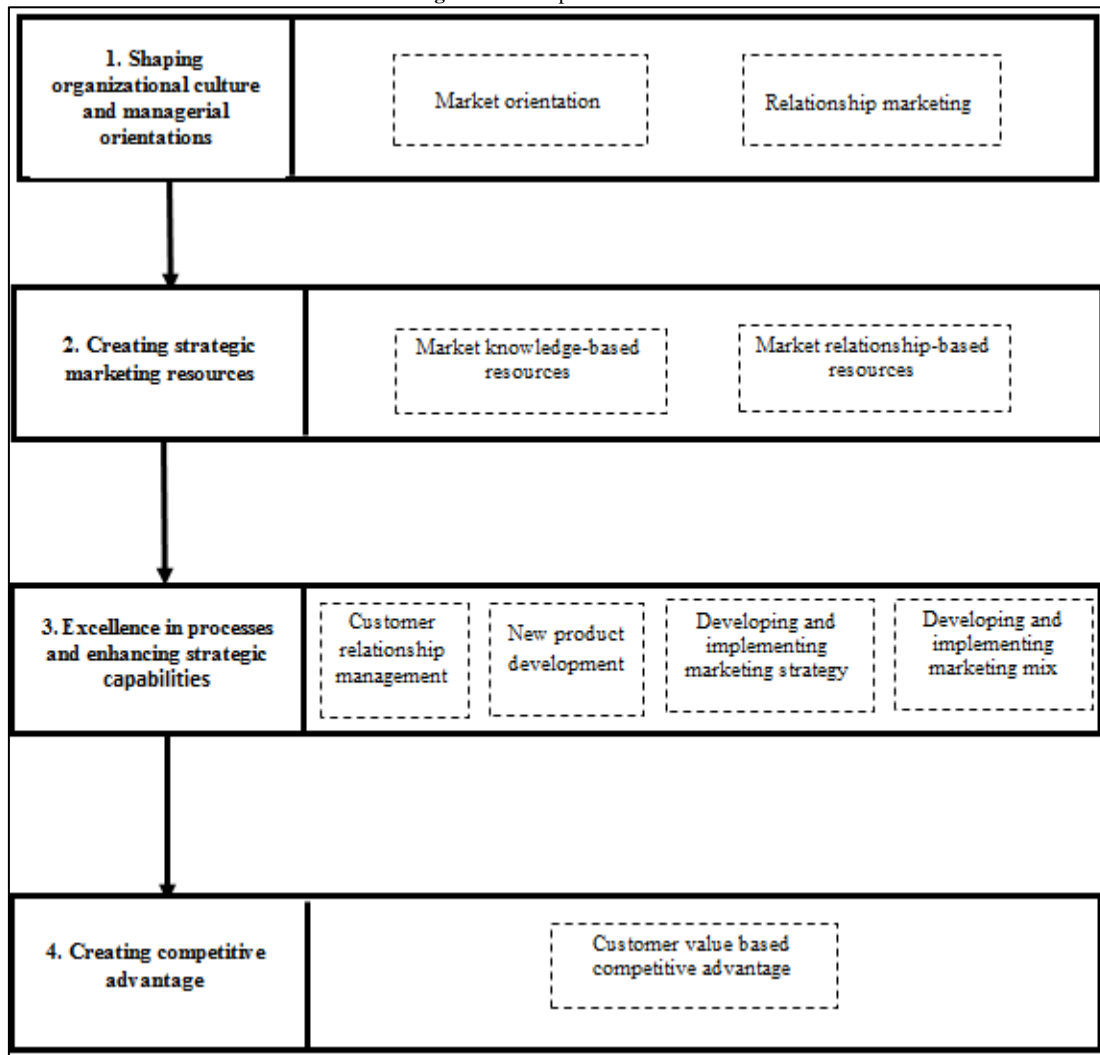 1. Shaping
organizational culture
and managerial
orientations
Market orientation
Relationship marketing
2. Creating strategic
marketing resources
Market knowledge-based
resources
Market relationship-based
resources
3. Excellence in processes
and enhancing strategic
capabilities
Customer
relationship
management
New product
development
Developing and
implementing
marketing strategy
Developing and
implementing
marketing mix
4. Creating competitive
advantage
Customer value based
competitive advantage